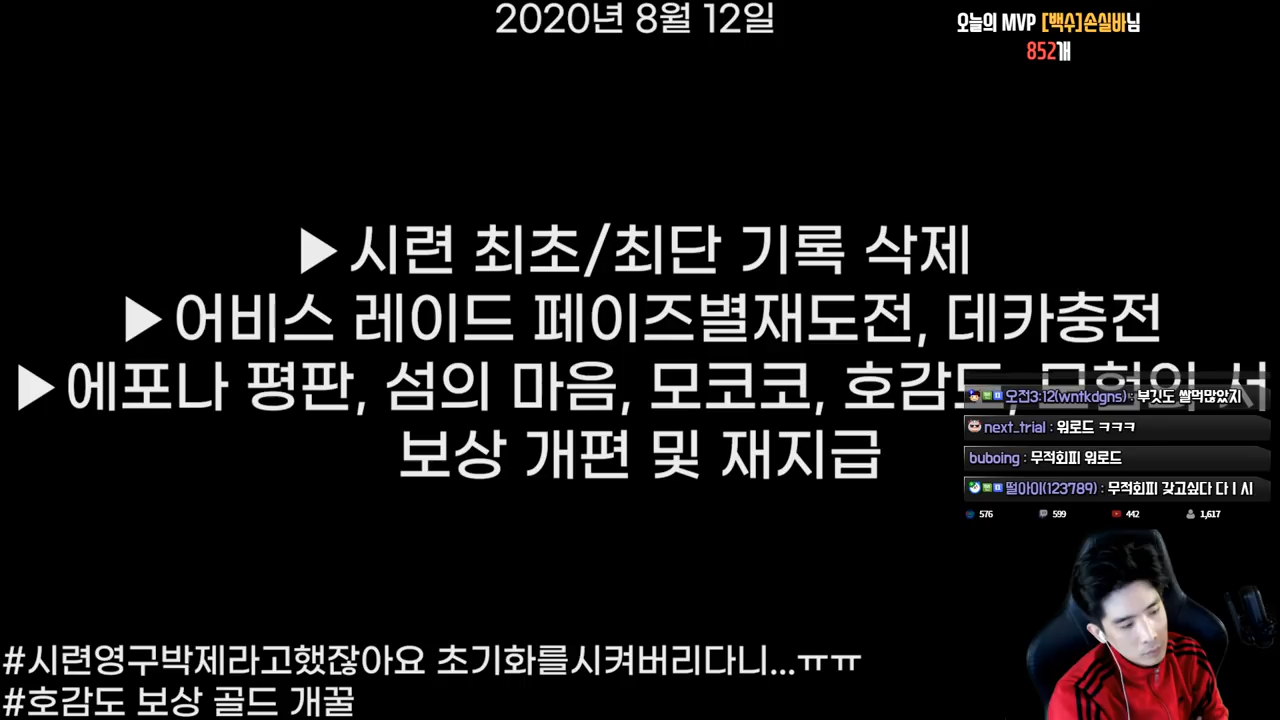 2020년 8월 12일
오늘의 MVP [백수]손실바님
852개
▶시련 최초/최단 기록 삭제
▶어비스 레이드 페이즈별재도전, 데카충전
▶에포나 평판, 섬의 마음, 모코코, 호감도, 모험의 서
보상 개편 및 재지급
오전3:12(wntkdgns) : 부깃도 쌀먹많았지
next_trial : 워로드 ㅋㅋㅋ
buboing : 무적회피 워로드
떨아이(123789) : 무적회피 갖고싶다 다ㅣ시
576 599 442 1,617
#시련영구박제라고했잖아요 초기화를시켜버리다니...ㅠㅠ
#호감도 보상 골드 개꿀